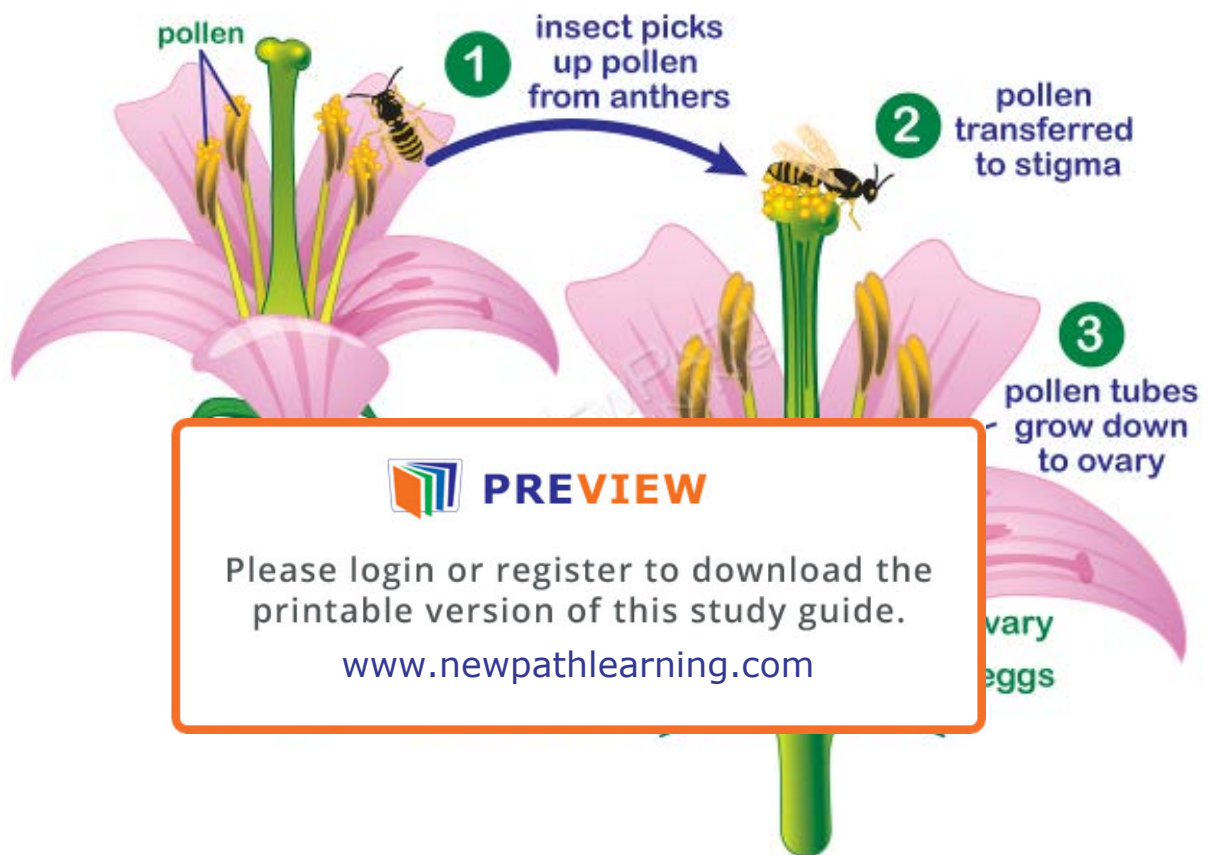 pollen
1
insect picks
up pollen
from anthers
2
pollen
transferred
to stigma
3
pollen tubes
grow down
to ovary
PREVIEW
Please login or register to download the
printable version of this study guide.
www.newpathlearning.com
eggs